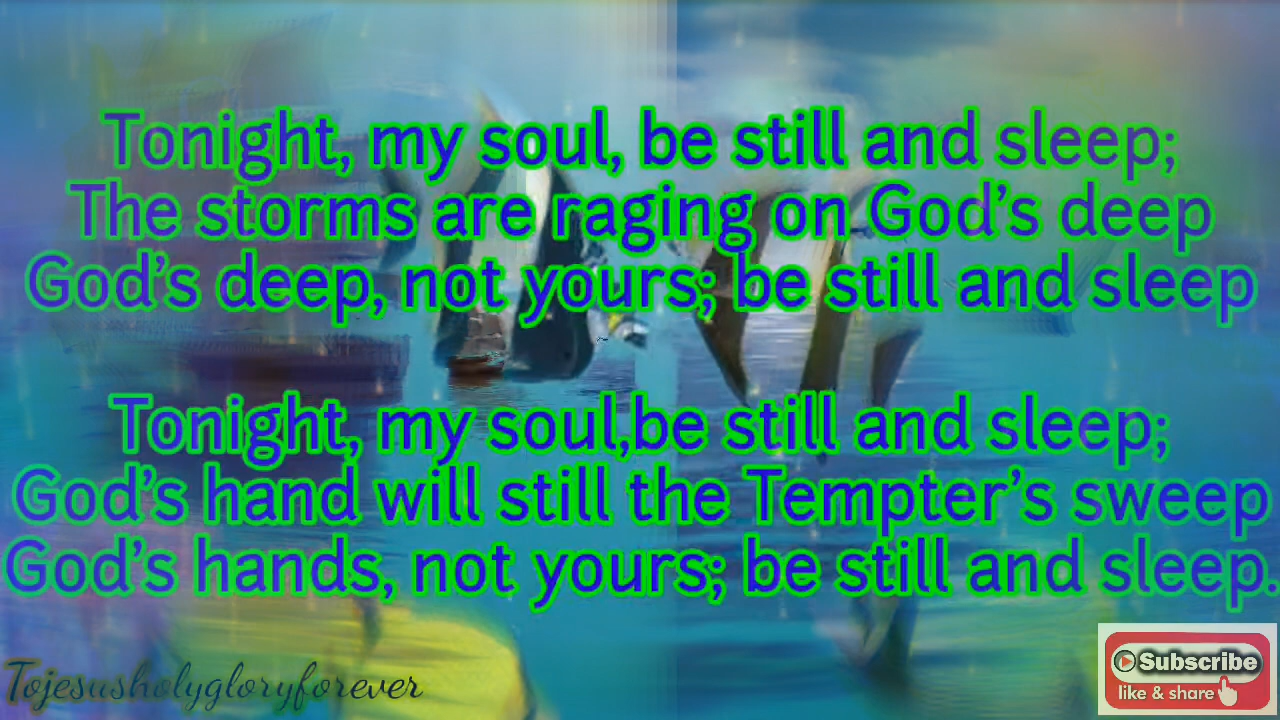 Tonight, my soul, be still and sleep;
The storms are raging on God's deep
God's deep, not yours; be still and sleep
Tonight, my soul,be still and sleep;
God's hand will still the Tempter's sweep
God's hands, not yours; be still and sleep.
Tojesusholygloryforever
Subscribe
like & share